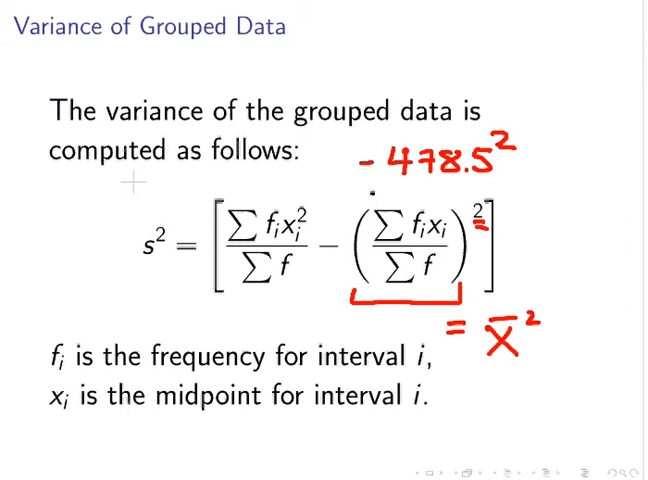 Variance of Grouped Data
The variance of the grouped data is
computed as follows:
- 478.5²
s² = [ ∑ fᵢxᵢ² / ∑ f − ( ∑ fᵢxᵢ / ∑ f )² ]
= x̄²
fᵢ is the frequency for interval i,
xᵢ is the midpoint for interval i.